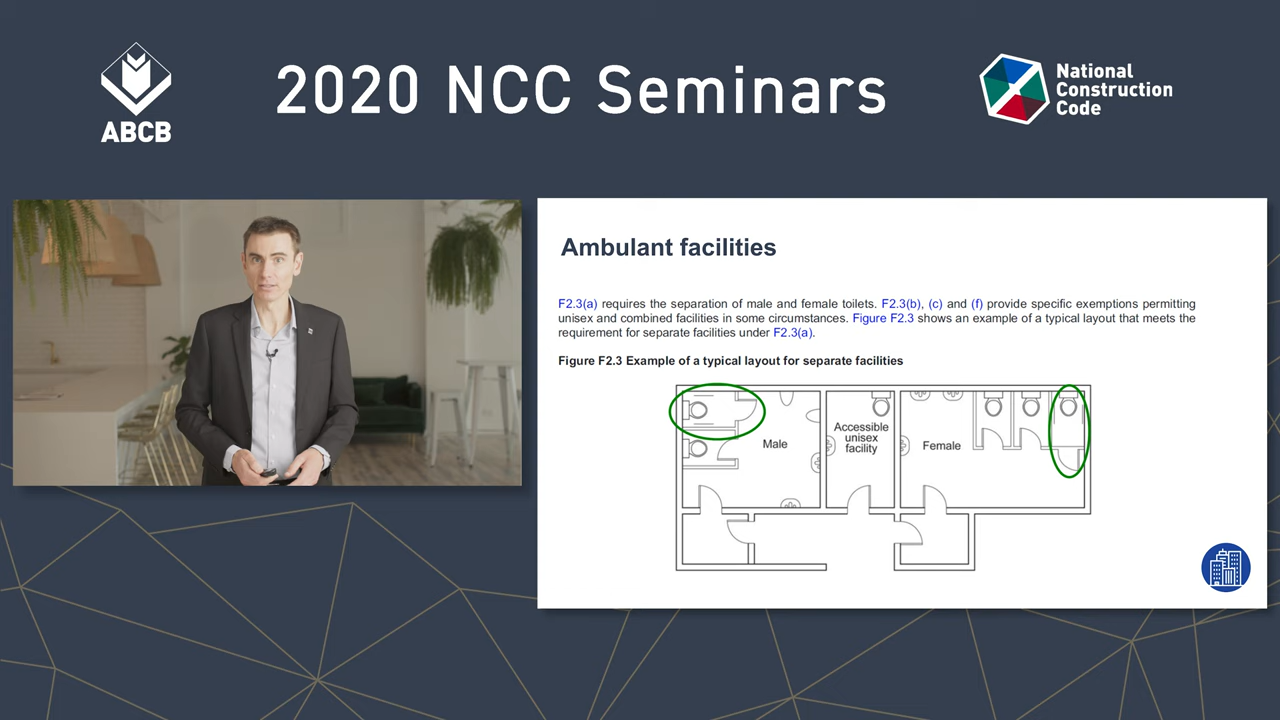 ABCB
2020 NCC Seminars
National
Construction
Code
Ambulant facilities
F2.3(a) requires the separation of male and female toilets. F2.3(b), (c) and (f) provide specific exemptions permitting
unisex and combined facilities in some circumstances. Figure F2.3 shows an example of a typical layout that meets the
requirement for separate facilities under F2.3(a).
Figure F2.3 Example of a typical layout for separate facilities
Male
Accessible
unisex
facility
Female